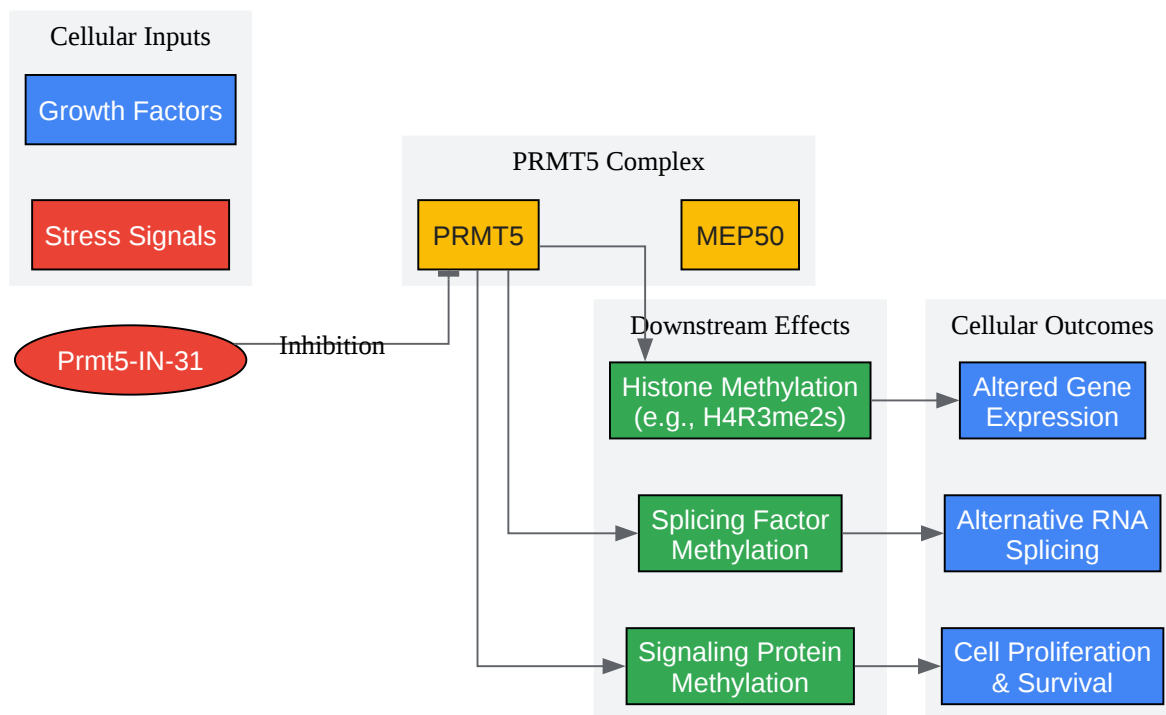 Cellular Inputs
Growth Factors
Stress Signals
Prmt5-IN-31
Inhibition
PRMT5 Complex
PRMT5
MEP50
Downstream Effects
Histone Methylation
(e.g., H4R3me2s)
Splicing Factor
Methylation
Signaling Protein
Methylation
Cellular Outcomes
Altered Gene
Expression
Alternative RNA
Splicing
Cell Proliferation
& Survival